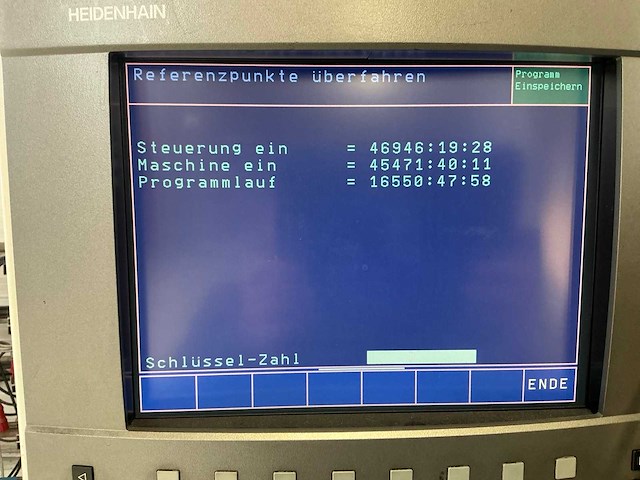 HEIDENHAIN
Referenzpunkte überfahren
Programm
Einspeichern
Steuerung ein = 46946:19:28
Maschine ein = 45471:40:11
Programmlauf = 16550:47:58
Schlüssel-Zahl
ENDE